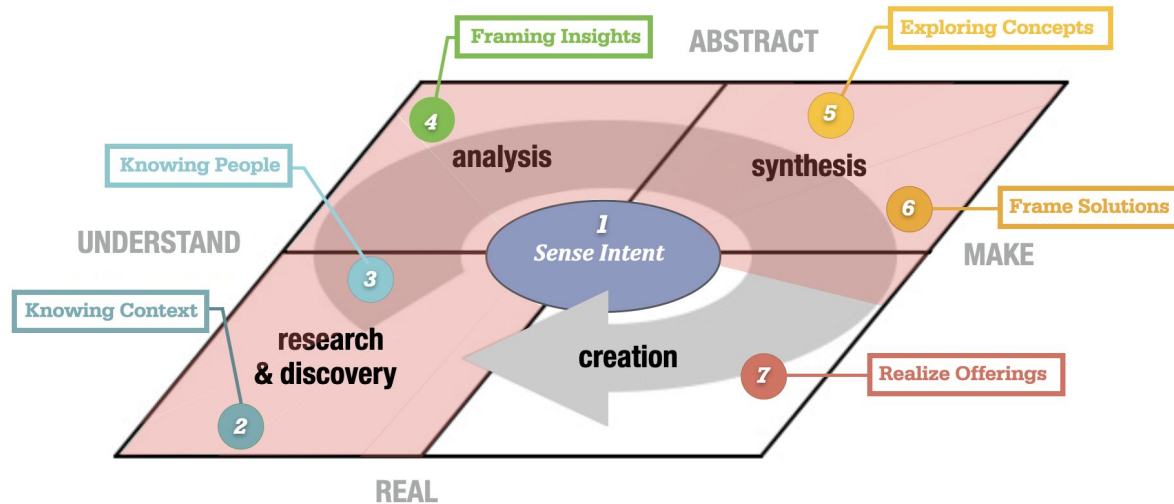 Framing Insights
ABSTRACT
Exploring Concepts
4
5
analysis
synthesis
Knowing People
1
Sense Intent
6
Frame Solutions
UNDERSTAND
MAKE
3
Knowing Context
research
& discovery
creation
7
Realize Offerings
2
REAL